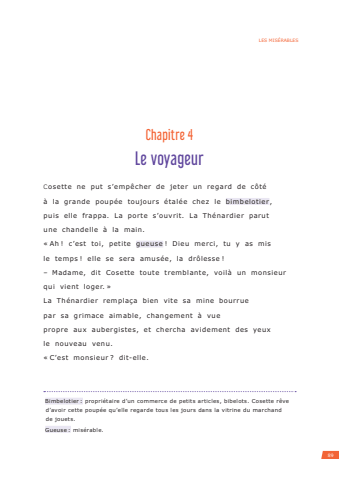 LES MISÉRABLES
Chapitre 4
Le voyageur
Cosette ne put s'empêcher de jeter un regard de côté
à la grande poupée toujours étalée chez le bimbelotier,
puis elle frappa. La porte s'ouvrit. La Thénardier parut
une chandelle à la main.
« Ah ! c'est toi, petite gueuse ! Dieu merci, tu y as mis
le temps ! elle se sera amusée, la drôlesse !
– Madame, dit Cosette toute tremblante, voilà un monsieur
qui vient loger. »
La Thénardier remplaça bien vite sa mine bourrue
par sa grimace aimable, changement à vue
propre aux aubergistes, et chercha avidement des yeux
le nouveau venu.
« C'est monsieur ? dit-elle.
Bimbelotier : propriétaire d'un commerce de petits articles, bibelots. Cosette rêve
d'avoir cette poupée qu'elle regarde tous les jours dans la vitrine du marchand
de jouets.
Gueuse : misérable.